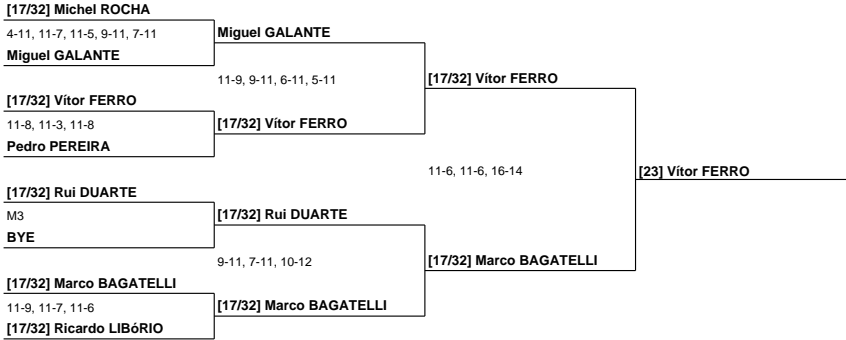 [17/32] Michel ROCHA
4-11, 11-7, 11-5, 9-11, 7-11
Miguel GALANTE
Miguel GALANTE
11-9, 9-11, 6-11, 5-11
[17/32] Vítor FERRO
[17/32] Vítor FERRO
11-8, 11-3, 11-8
[17/32] Vítor FERRO
Pedro PEREIRA
11-6, 11-6, 16-14
[23] Vítor FERRO
[17/32] Rui DUARTE
M3
[17/32] Rui DUARTE
BYE
9-11, 7-11, 10-12
[17/32] Marco BAGATELLI
[17/32] Marco BAGATELLI
11-9, 11-7, 11-6
[17/32] Marco BAGATELLI
[17/32] Ricardo LIBóRIO